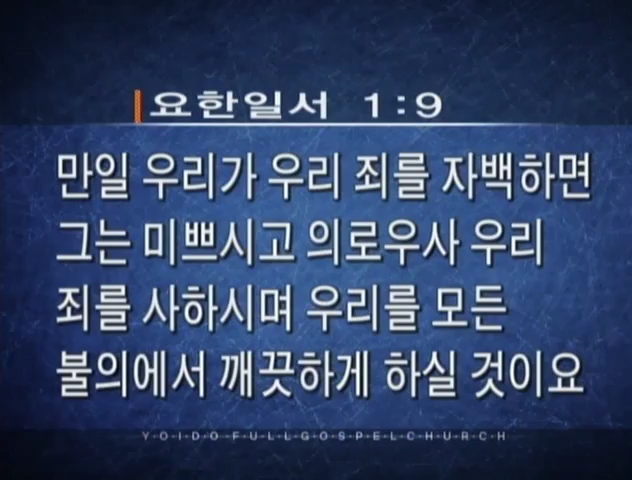 요한일서 1:9
만일 우리가 우리 죄를 자백하면
그는 미쁘시고 의로우사 우리
죄를 사하시며 우리를 모든
불의에서 깨끗하게 하실 것이요
Y·O·I·D·O·F·U·L·L·G·O·S·P·E·L·C·H·U·R·C·H